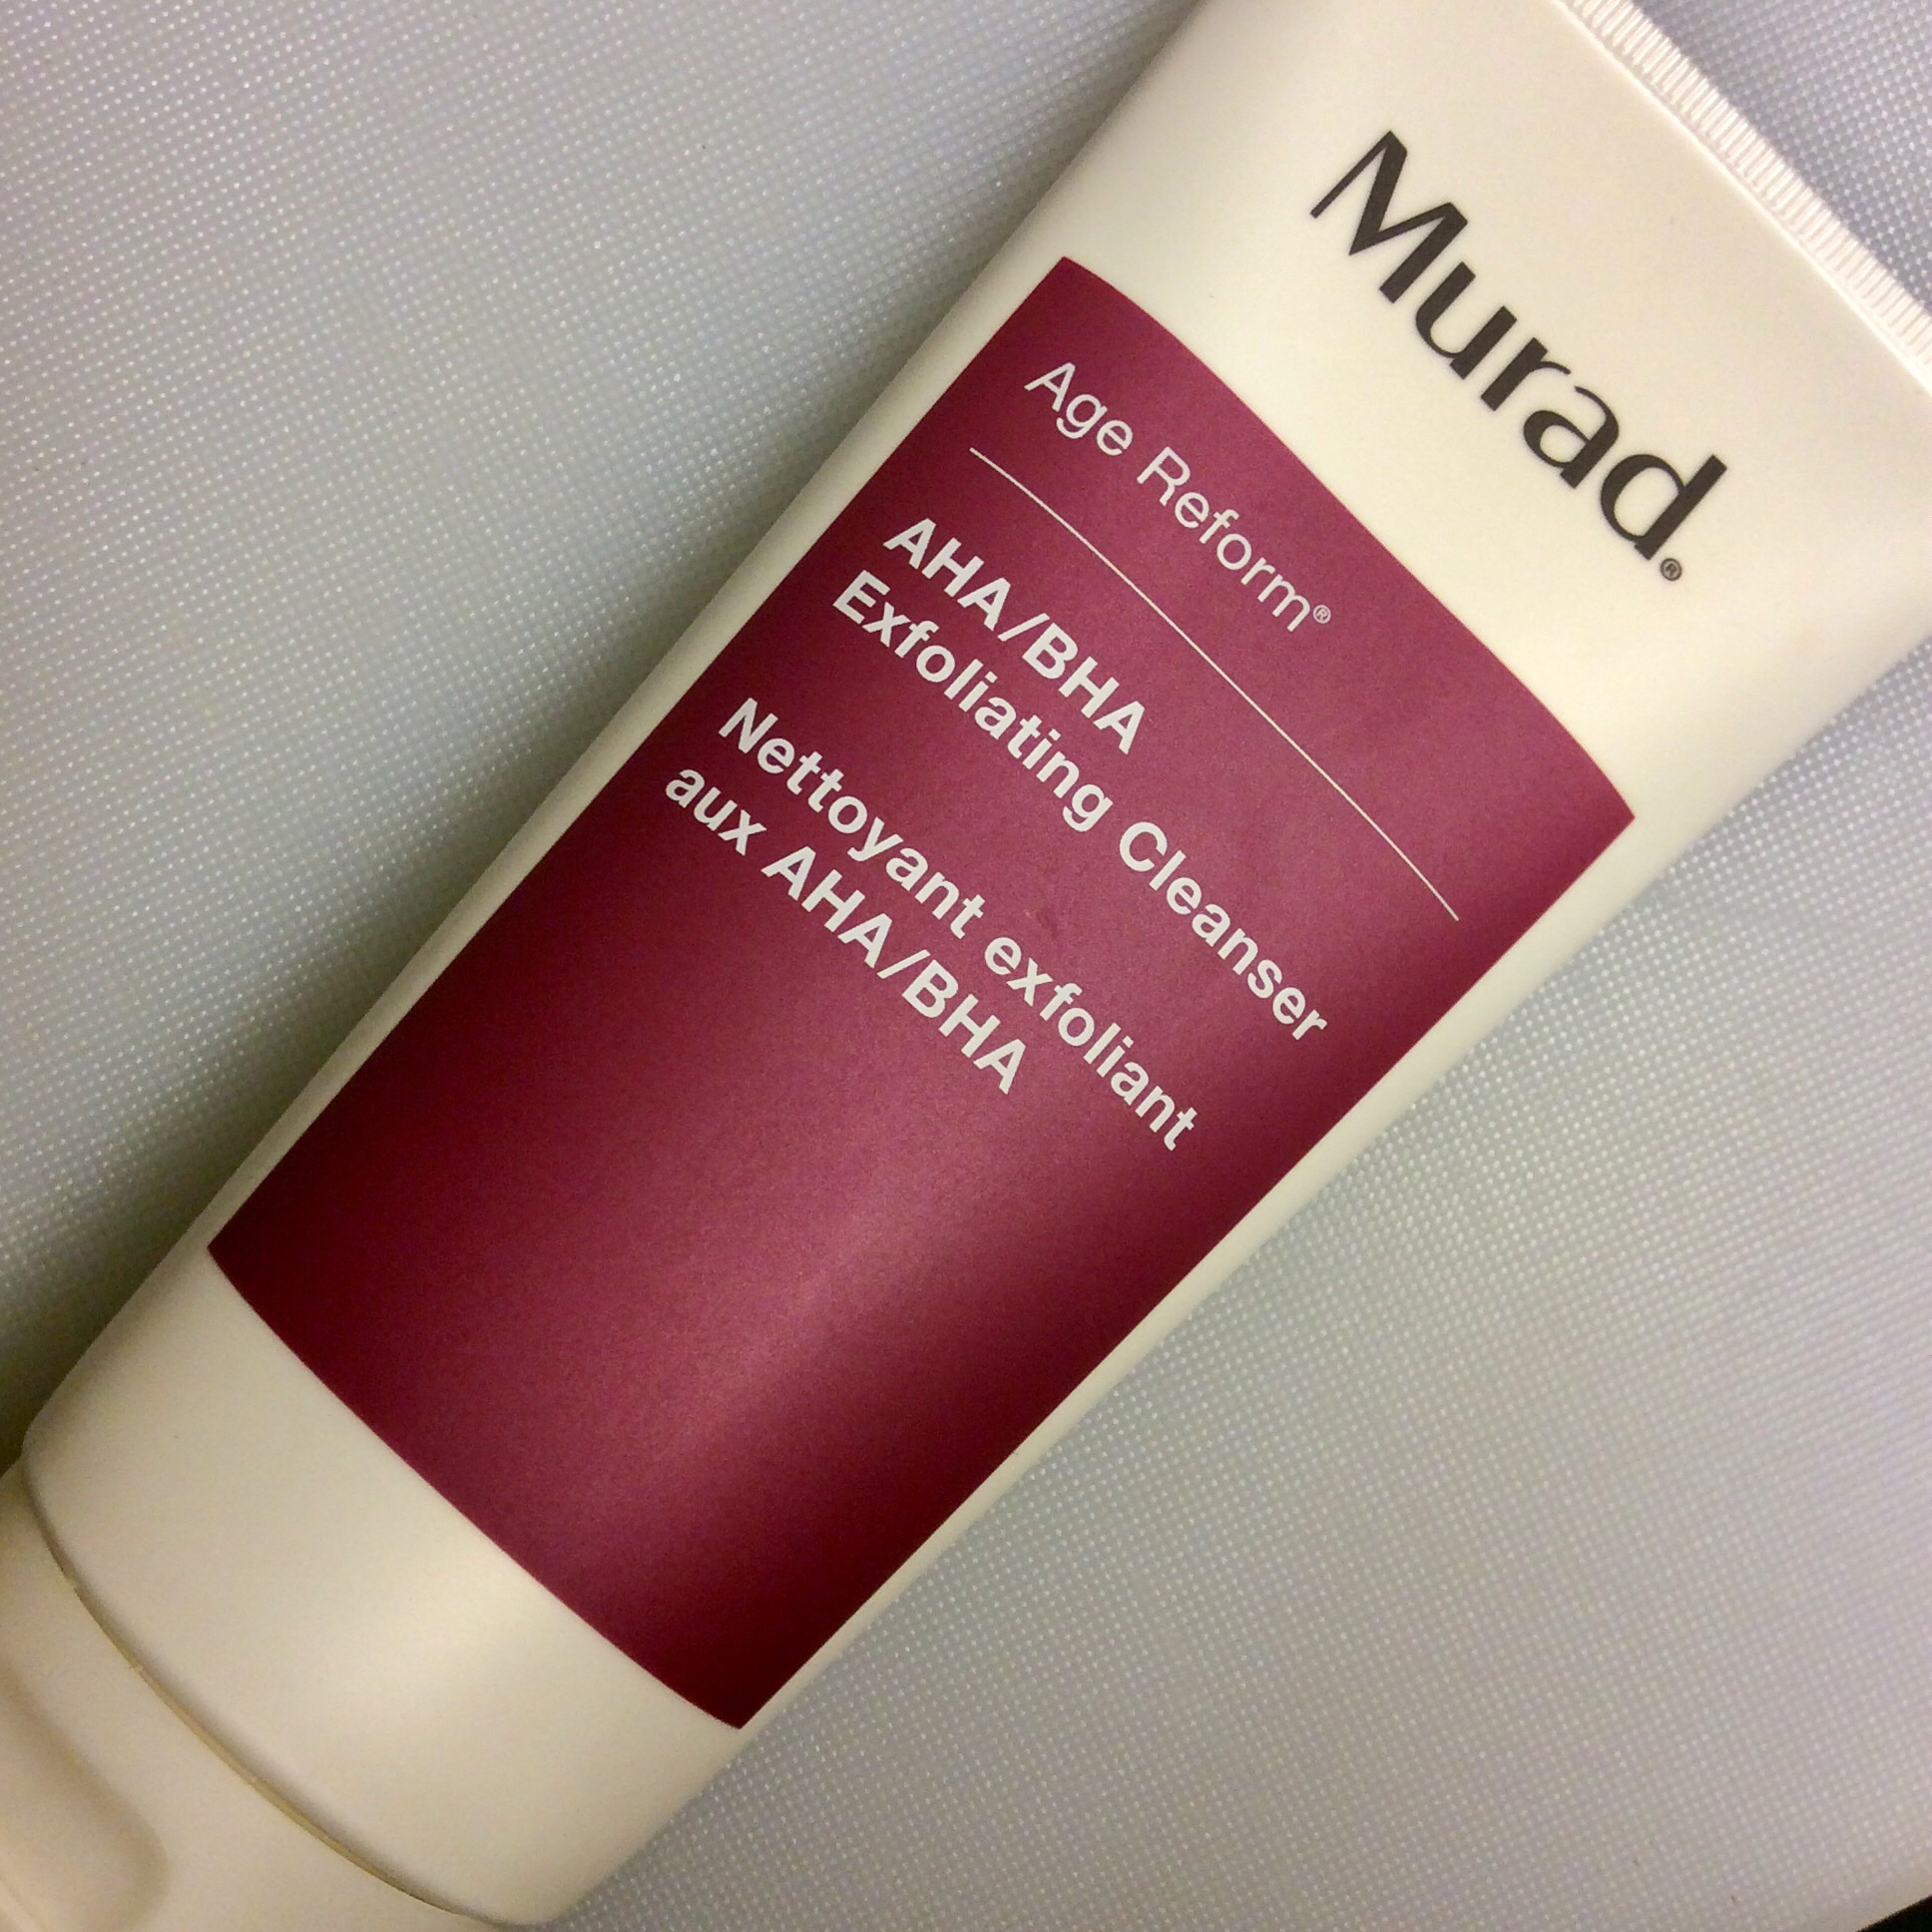 Murad®
Age Reform®
AHA/BHA
Exfoliating Cleanser
Nettoyant exfoliant
aux AHA/BHA